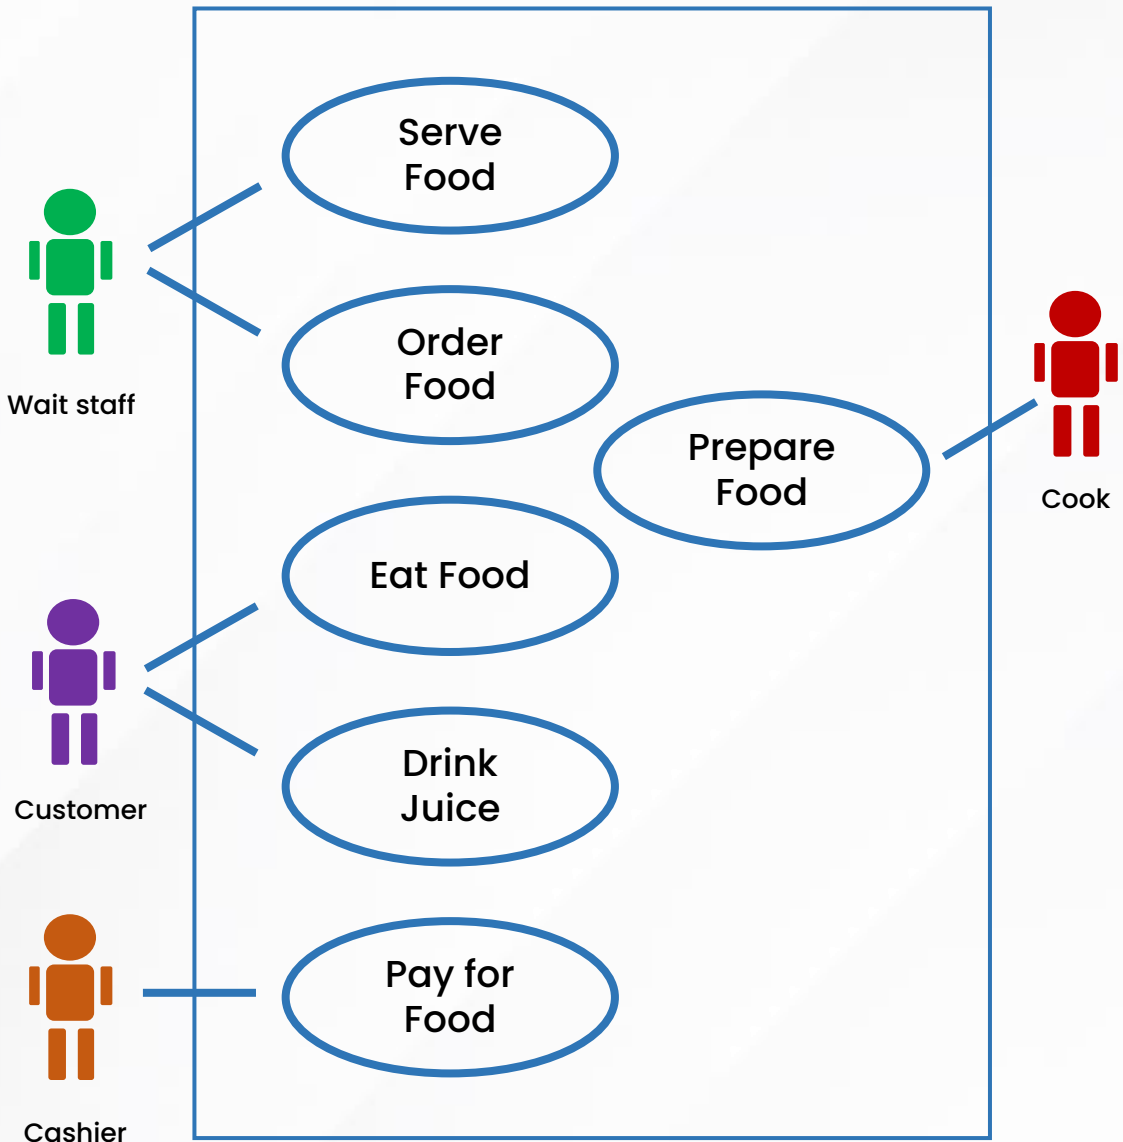 Serve
Food
Wait staff
Order
Food
Prepare
Food
Cook
Eat Food
Customer
Drink
Juice
Pay for
Food
Cashier